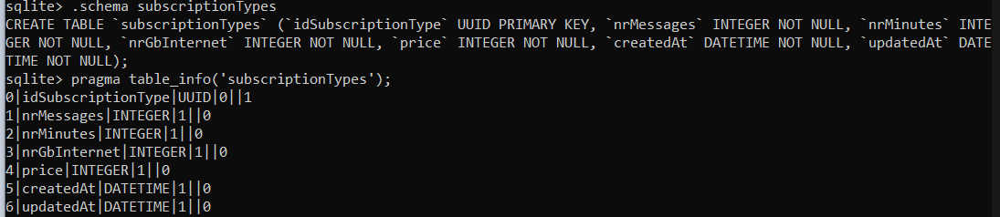 sqlite> .schema subscriptionTypes
CREATE TABLE `subscriptionTypes` (`idSubscriptionType` UUID PRIMARY KEY, `nrMessages` INTEGER NOT NULL, `nrMinutes` INTE
GER NOT NULL, `nrGbInternet` INTEGER NOT NULL, `price` INTEGER NOT NULL, `createdAt` DATETIME NOT NULL, `updatedAt` DATE
TIME NOT NULL);
sqlite> pragma table_info('subscriptionTypes');
0|idSubscriptionType|UUID|0||1
1|nrMessages|INTEGER|1||0
2|nrMinutes|INTEGER|1||0
3|nrGbInternet|INTEGER|1||0
4|price|INTEGER|1||0
5|createdAt|DATETIME|1||0
6|updatedAt|DATETIME|1||0